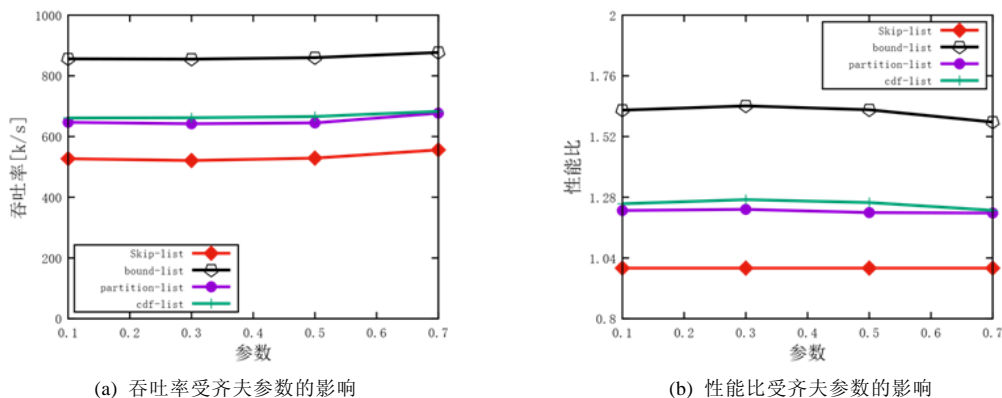 1000
800
600
400
200
0
吞吐率[k/s]
Skip-list
bound-list
partition-list
cdf-list
0.1 0.2 0.3 0.4 0.5 0.6 0.7
参数
(a) 吞吐率受齐夫参数的影响
2
1.76
1.52
1.28
1.04
0.8
性能比
Skip-list
bound-list
partition-list
cdf-list
0.1 0.2 0.3 0.4 0.5 0.6 0.7
参数
(b) 性能比受齐夫参数的影响